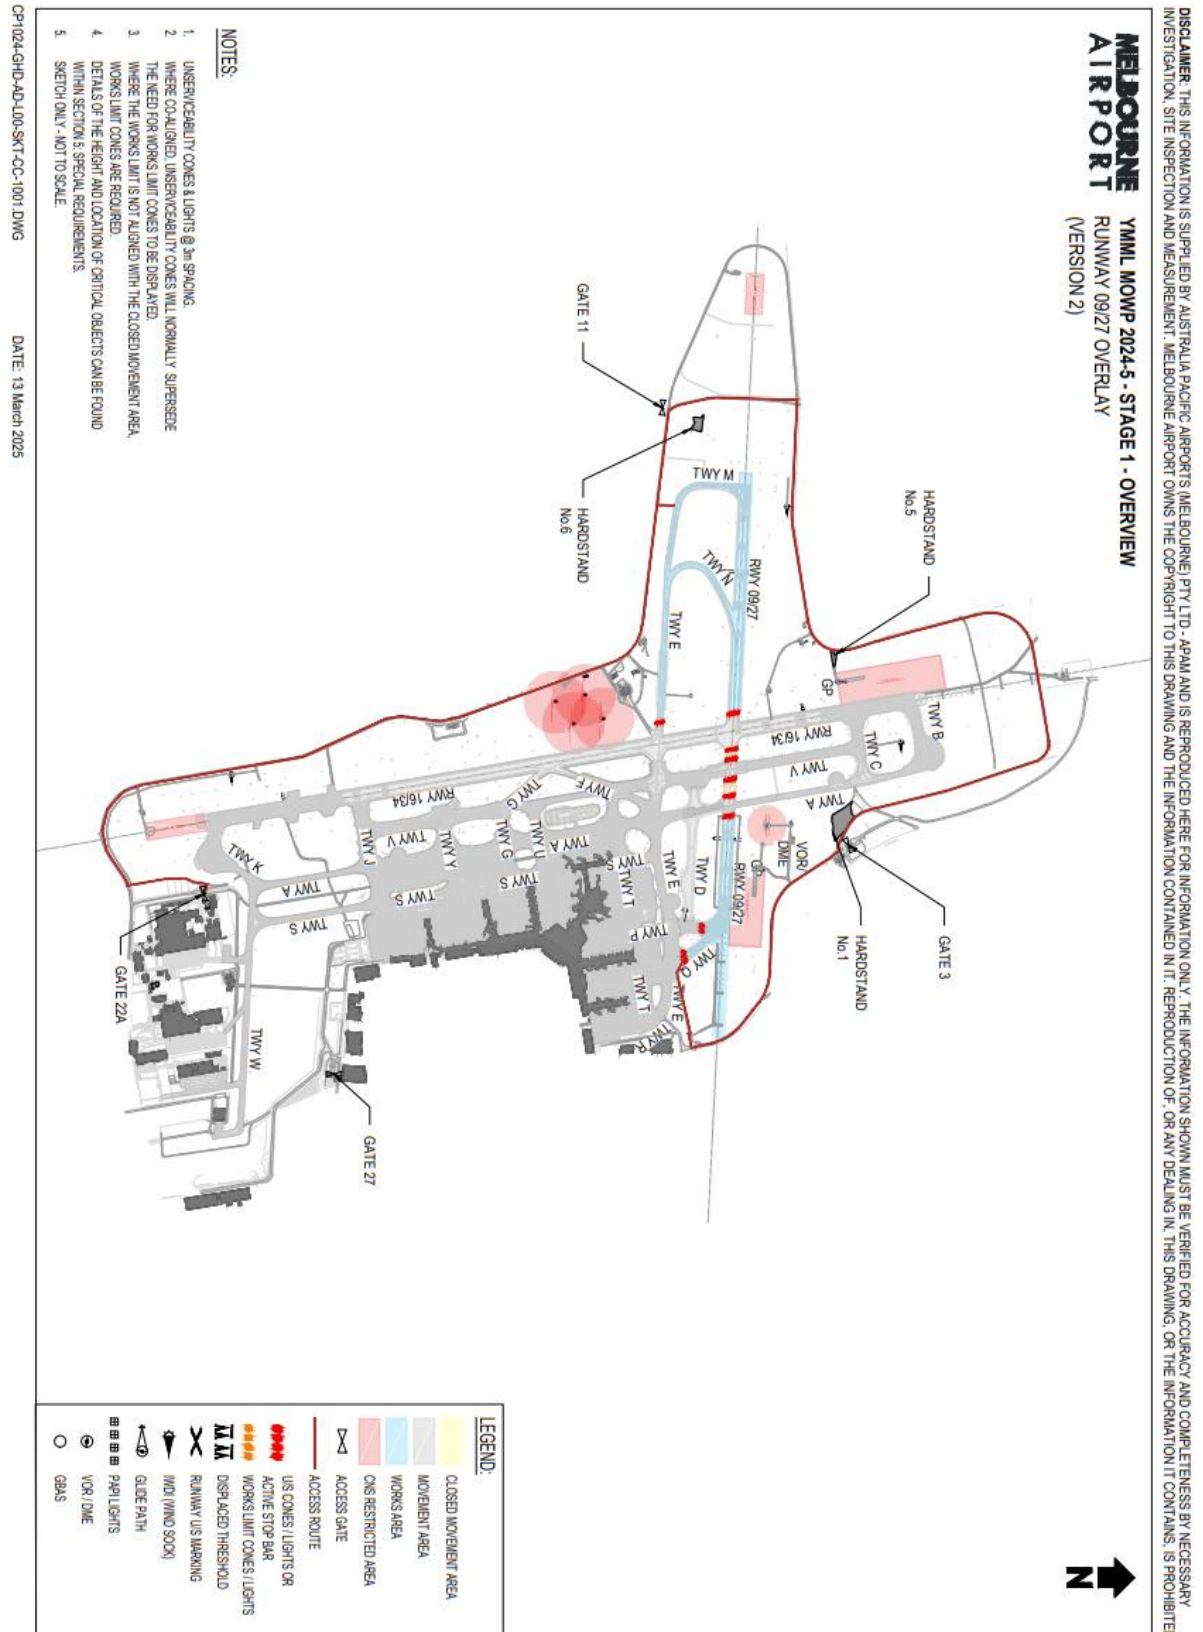 DISCLAIMER: THIS INFORMATION IS SUPPLIED BY AUSTRALIA PACIFIC AIRPORTS (MELBOURNE) PTY LTD - APAM AND IS REPRODUCED HERE FOR INFORMATION ONLY. THE INFORMATION SHOWN MUST BE VERIFIED FOR ACCURACY AND COMPLETENESS BY NECESSARY
INVESTIGATION, SITE INSPECTION AND MEASUREMENT. MELBOURNE AIRPORT OWNS THE COPYRIGHT TO THIS DRAWING AND THE INFORMATION CONTAINED IN IT. REPRODUCTION OF, OR ANY DEALING IN, THIS DRAWING, OR THE INFORMATION IT CONTAINS, IS PROHIBITE
MELBOURNE
AIRPORT
YMML MOWP 2024-5 - STAGE 1 - OVERVIEW
RUNWAY 09/27 OVERLAY
(VERSION 2)
N
HARDSTAND
No.5
GATE 3
HARDSTAND
No.1
GP
TWY B
TWY C
RWY 16/34
TWY V
TWY A
VOR/
DME
TWY M
RWY 09/27
TWY N
TWY E
GATE 11
HARDSTAND
No.6
GP
RWY 09/27
TWY D
TWY E
TWY Q
TWY E
TWY F
TWY G
TWY S
TWY T
TWY P
TWY T
TWY R
RWY 16/34
TWY A
TWY U
TWY G
TWY S
TWY Y
TWY V
TWY J
TWY S
TWY K
TWY A
TWY S
TWY W
GATE 22A
GATE 27
NOTES:
1. UNSERVICEABILITY CONES & LIGHTS @ 3m SPACING.
2. WHERE CO-ALIGNED, UNSERVICEABILITY CONES WILL NORMALLY SUPERSEDE
THE NEED FOR WORKS LIMIT CONES TO BE DISPLAYED.
3. WHERE THE WORKS LIMIT IS NOT ALIGNED WITH THE CLOSED MOVEMENT AREA,
WORKS LIMIT CONES ARE REQUIRED.
4. DETAILS OF THE HEIGHT AND LOCATION OF CRITICAL OBJECTS CAN BE FOUND
WITHIN SECTION 5: SPECIAL REQUIREMENTS.
5. SKETCH ONLY - NOT TO SCALE.
LEGEND:
CLOSED MOVEMENT AREA
MOVEMENT AREA
WORKS AREA
CNS RESTRICTED AREA
ACCESS GATE
ACCESS ROUTE
U/S CONES / LIGHTS OR
ACTIVE STOP BAR
WORKS LIMIT CONES / LIGHTS
DISPLACED THRESHOLD
RUNWAY U/S MARKING
IWDI (WIND SOCK)
GLIDE PATH
PAPI LIGHTS
VOR / DME
GBAS
CP1024-GHD-AD-L00-SKT-CC-1001.DWG
DATE: 13 March 2025